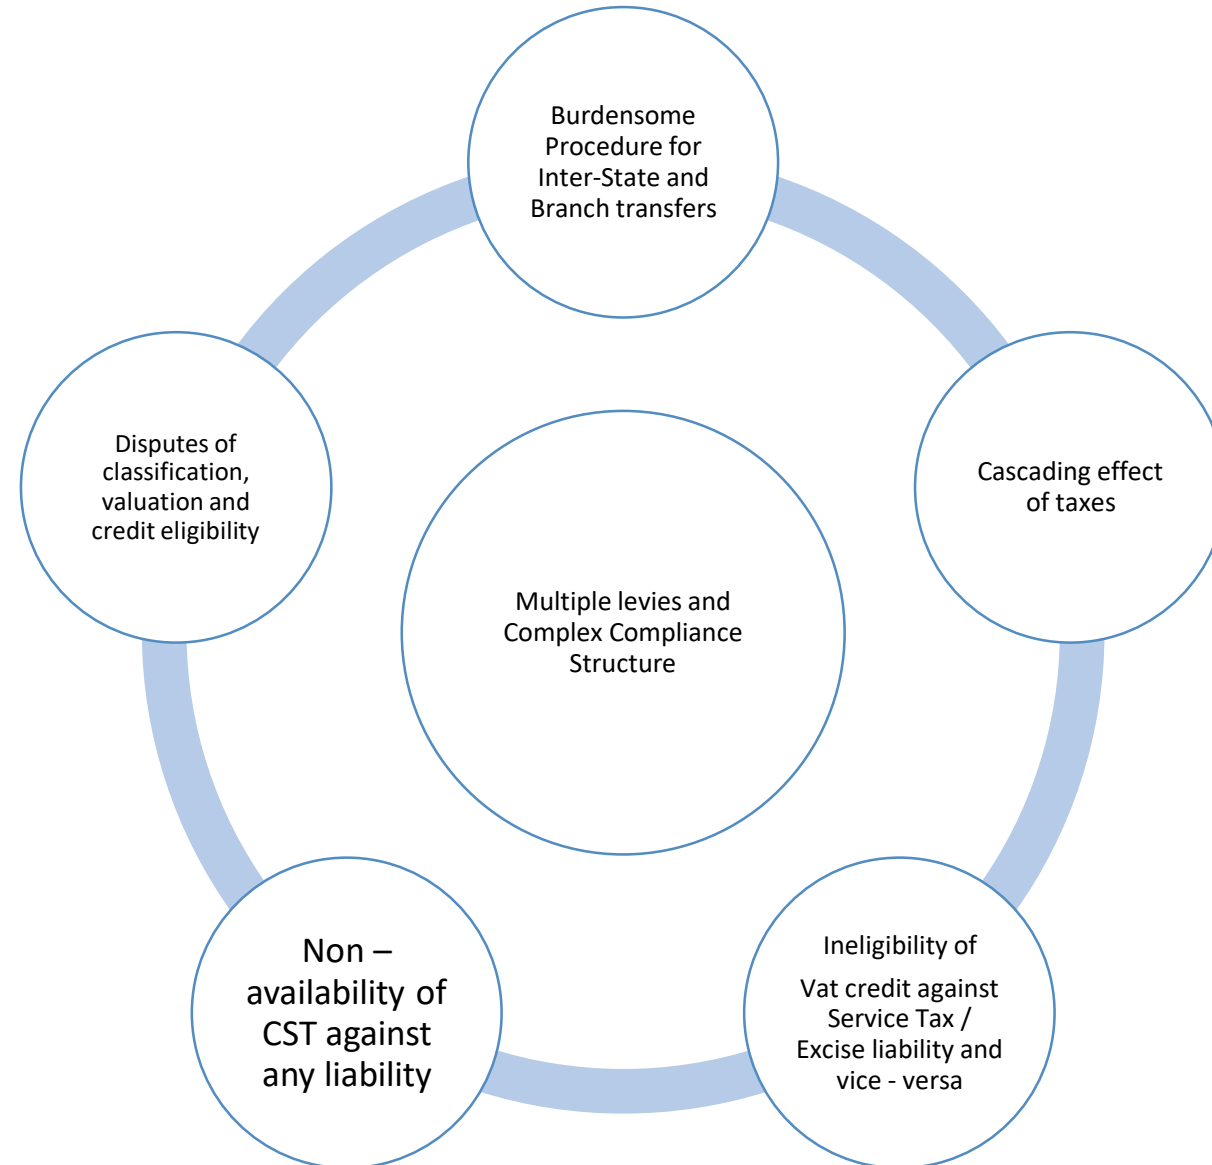 Burdensome
Procedure for
Inter-State and
Branch transfers
Cascading effect
of taxes
Ineligibility of
Vat credit against
Service Tax /
Excise liability and
vice - versa
Non –
availability of
CST against
any liability
Disputes of
classification,
valuation and
credit eligibility
Multiple levies and
Complex Compliance
Structure